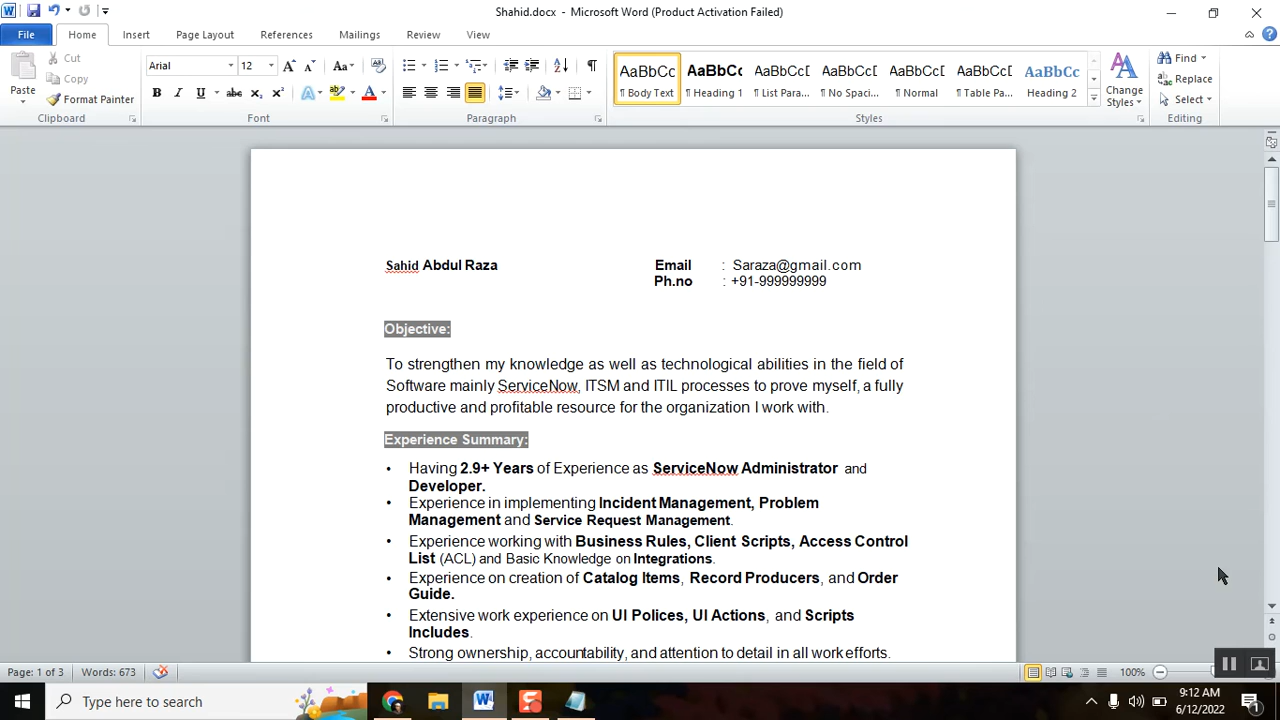 Shahid.docx - Microsoft Word (Product Activation Failed)
File Home Insert Page Layout References Mailings Review View
Paste
Cut
Copy
Format Painter
Clipboard
Arial 12
Font
Paragraph
AaBbCc AaBbCc AaBbCcD AaBbCcD AaBbCcD AaBbCcD AaBbCc
¶ Body Text ¶ Heading 1 ¶ List Para... ¶ No Spaci... ¶ Normal ¶ Table Pa... Heading 2
Change
Styles
Styles
Find
Replace
Select
Editing
Sahid Abdul Raza Email : Saraza@gmail.com
Ph.no : +91-999999999
Objective:
To strengthen my knowledge as well as technological abilities in the field of
Software mainly ServiceNow, ITSM and ITIL processes to prove myself, a fully
productive and profitable resource for the organization I work with.
Experience Summary:
• Having 2.9+ Years of Experience as ServiceNow Administrator and
Developer.
• Experience in implementing Incident Management, Problem
Management and Service Request Management.
• Experience working with Business Rules, Client Scripts, Access Control
List (ACL) and Basic Knowledge on Integrations.
• Experience on creation of Catalog Items, Record Producers, and Order
Guide.
• Extensive work experience on UI Polices, UI Actions, and Scripts
Includes.
• Strong ownership, accountability, and attention to detail in all work efforts.
Page: 1 of 3 Words: 673 100%
Type here to search
9:12 AM
6/12/2022